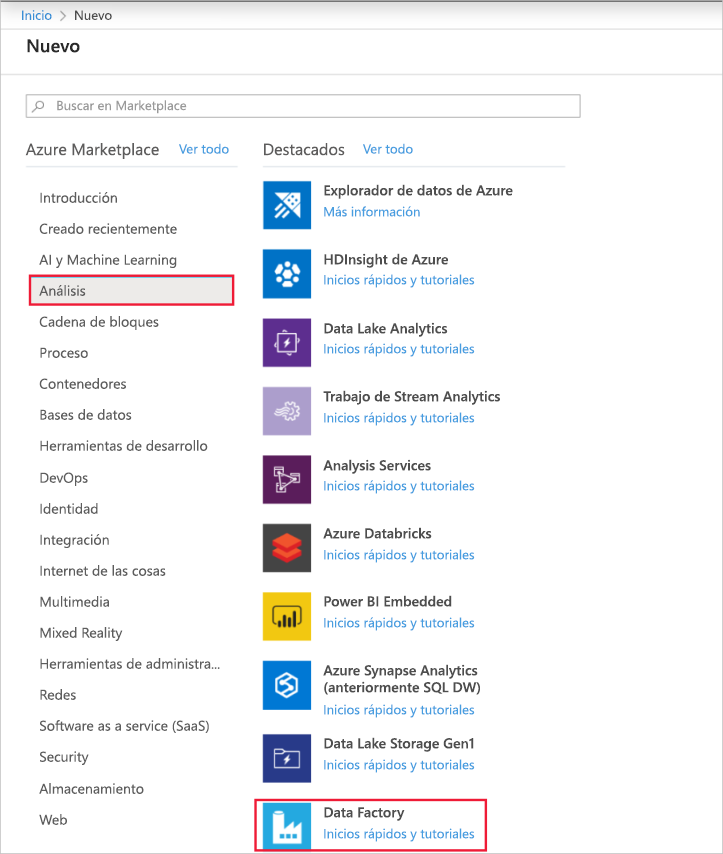 Inicio > Nuevo
Nuevo
Buscar en Marketplace
Azure Marketplace Ver todo
Introducción
Creado recientemente
AI y Machine Learning
Análisis
Cadena de bloques
Proceso
Contenedores
Bases de datos
Herramientas de desarrollo
DevOps
Identidad
Integración
Internet de las cosas
Multimedia
Mixed Reality
Herramientas de administra...
Redes
Software as a service (SaaS)
Security
Almacenamiento
Web
Destacados Ver todo
Explorador de datos de Azure
Más información
HDInsight de Azure
Inicios rápidos y tutoriales
Data Lake Analytics
Inicios rápidos y tutoriales
Trabajo de Stream Analytics
Inicios rápidos y tutoriales
Analysis Services
Inicios rápidos y tutoriales
Azure Databricks
Inicios rápidos y tutoriales
Power BI Embedded
Inicios rápidos y tutoriales
Azure Synapse Analytics
(anteriormente SQL DW)
Inicios rápidos y tutoriales
Data Lake Storage Gen1
Inicios rápidos y tutoriales
Data Factory
Inicios rápidos y tutoriales